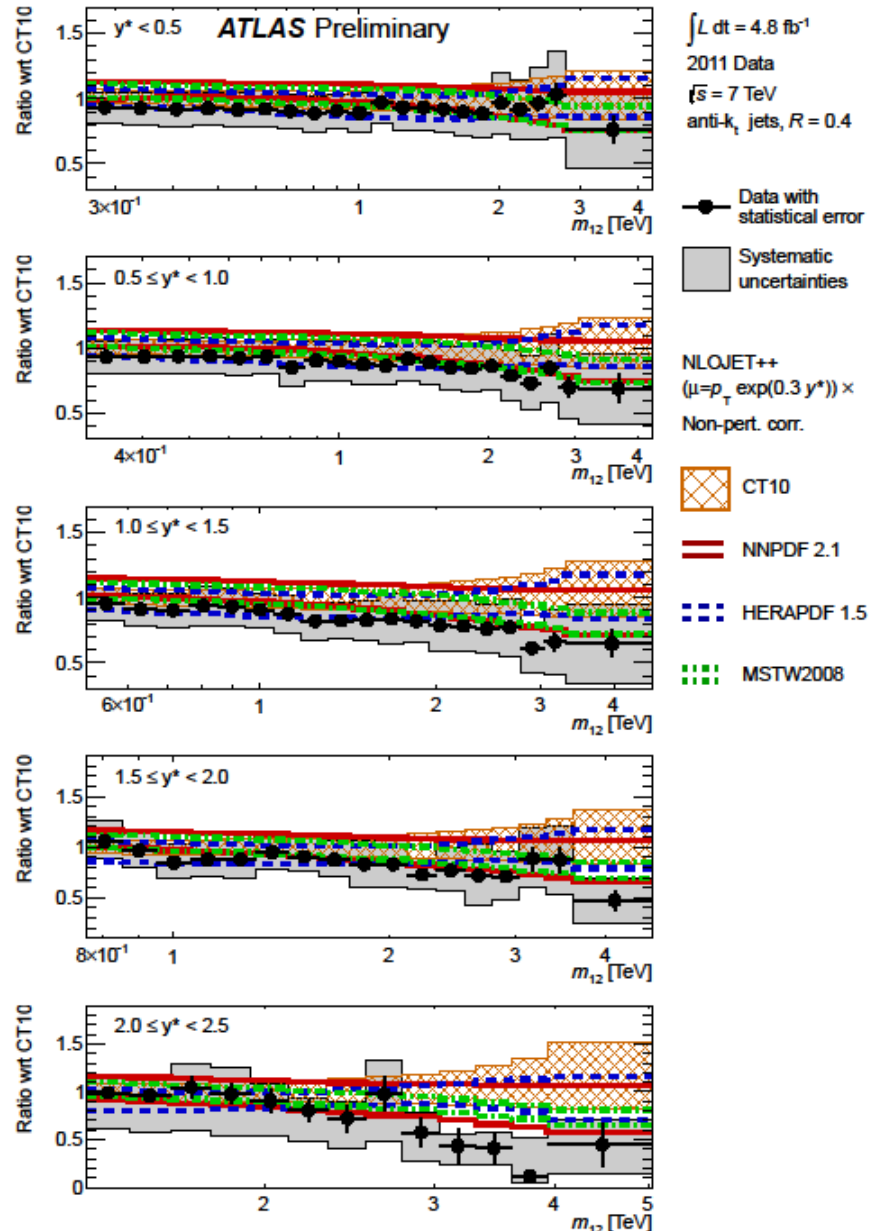 y* < 0.5 ATLAS Preliminary
Ratio wrt CT10
1.5
1
0.5
3×10⁻¹ 1 2 3 4
m₁₂ [TeV]
0.5 ≤ y* < 1.0
Ratio wrt CT10
1.5
1
0.5
4×10⁻¹ 1 2 3 4
m₁₂ [TeV]
1.0 ≤ y* < 1.5
Ratio wrt CT10
1.5
1
0.5
6×10⁻¹ 1 2 3 4
m₁₂ [TeV]
1.5 ≤ y* < 2.0
Ratio wrt CT10
1.5
1
0.5
8×10⁻¹ 1 2 3 4
m₁₂ [TeV]
2.0 ≤ y* < 2.5
Ratio wrt CT10
1.5
1
0.5
0
2 3 4 5
m₁₂ [TeV]
∫L dt = 4.8 fb⁻¹
2011 Data
√s = 7 TeV
anti-kₜ jets, R = 0.4
Data with
statistical error
Systematic
uncertainties
NLOJET++
(μ=p_T exp(0.3 y*)) ×
Non-pert. corr.
CT10
NNPDF 2.1
HERAPDF 1.5
MSTW2008